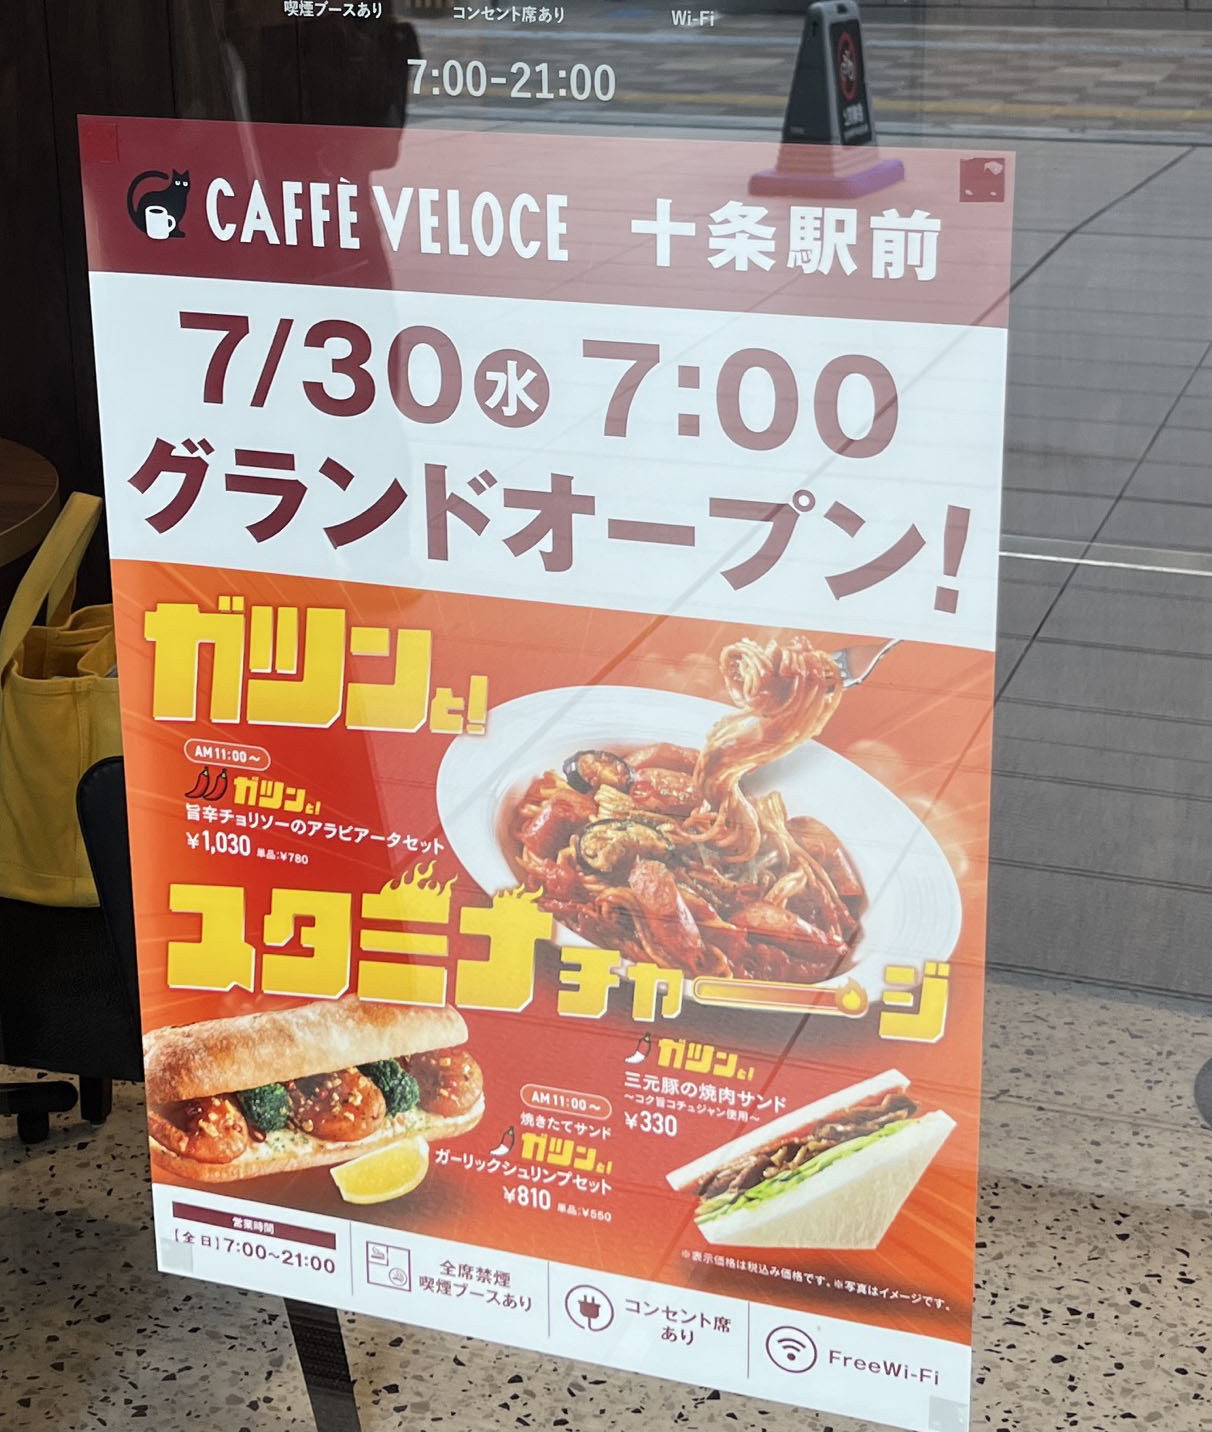 喫煙ブースあり
コンセント席あり
Wi-Fi
7:00-21:00
CAFFÈ VELOCE 十条駅前
7/30㊌ 7:00
グランドオープン!
ガツンと!
AM11:00～
ガツンと!
旨辛チョリソーのアラビアータセット
¥1,030 単品:¥780
スタミナチャージ
ガツンと!
三元豚の焼肉サンド
～コク旨コチュジャン使用～
¥330
AM11:00～
焼きたてサンド
ガツンと!
ガーリックシュリンプセット
¥810 単品:¥550
※表示価格は税込み価格です。※写真はイメージです。
営業時間
【全日】7:00～21:00
全席禁煙
喫煙ブースあり
コンセント席
あり
FreeWi-Fi